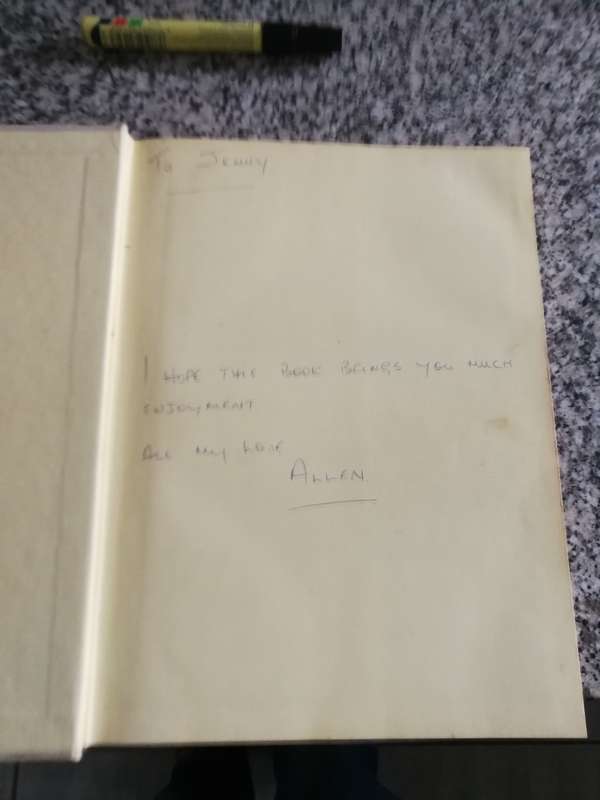 To Jenny
I HOPE THIS BOOK BRINGS YOU MUCH
ENJOYMENT
ALL MY LOVE
ALLEN